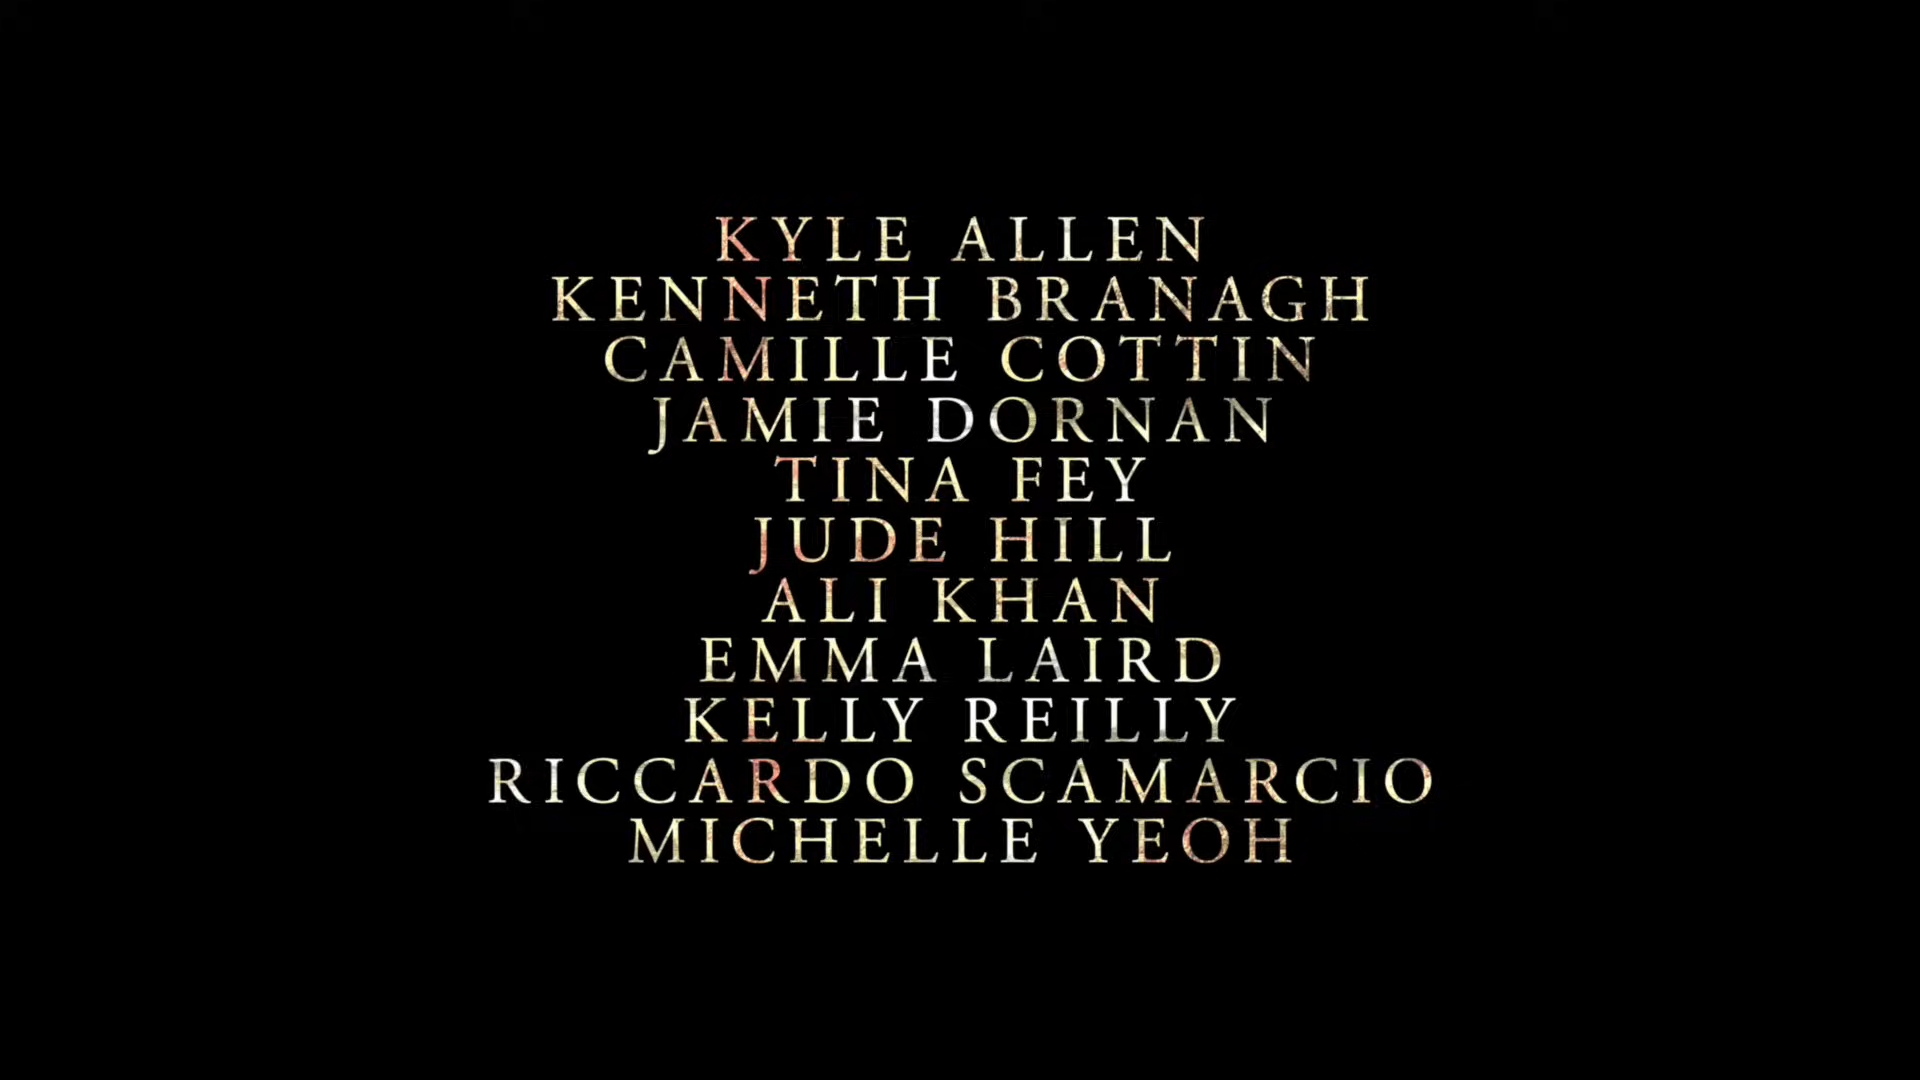 KYLE ALLEN
KENNETH BRANAGH
CAMILLE COTTIN
JAMIE DORNAN
TINA FEY
JUDE HILL
ALI KHAN
EMMA LAIRD
KELLY REILLY
RICCARDO SCAMARCIO
MICHELLE YEOH